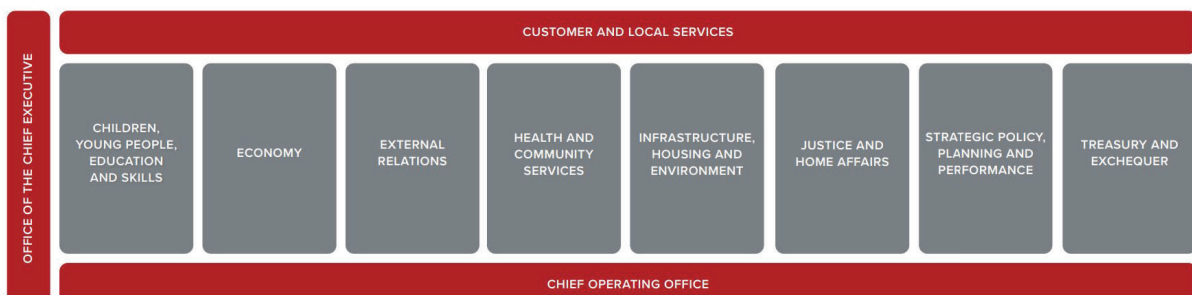 OFFICE OF THE CHIEF EXECUTIVE
CUSTOMER AND LOCAL SERVICES
CHILDREN,
YOUNG PEOPLE,
EDUCATION
AND SKILLS
ECONOMY
EXTERNAL
RELATIONS
HEALTH AND
COMMUNITY
SERVICES
INFRASTRUCTURE,
HOUSING AND
ENVIRONMENT
JUSTICE AND
HOME AFFAIRS
STRATEGIC POLICY,
PLANNING AND
PERFORMANCE
TREASURY AND
EXCHEQUER
CHIEF OPERATING OFFICE